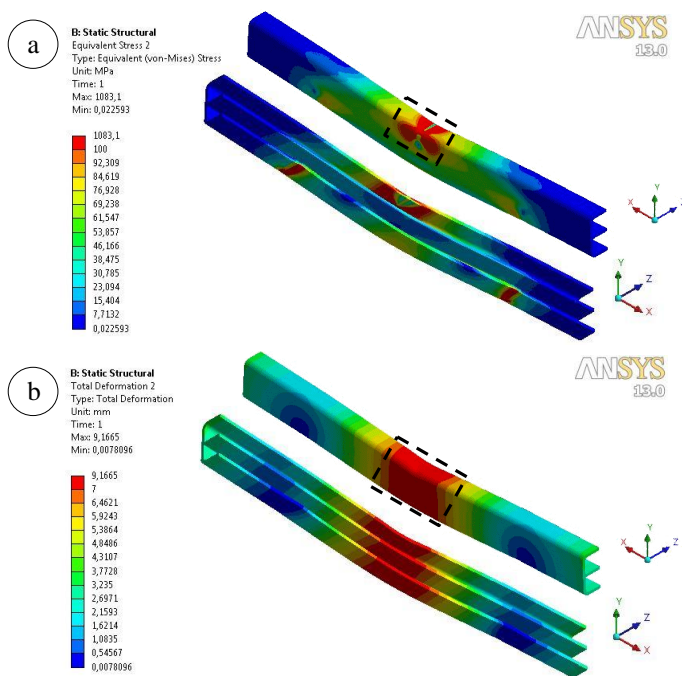 a
B: Static Structural
Equivalent Stress 2
Type: Equivalent (von-Mises) Stress
Unit: MPa
Time: 1
Max: 1083,1
Min: 0,022593
1083,1
100
92,309
84,619
76,928
69,238
61,547
53,857
46,166
38,475
30,785
23,094
15,404
7,7132
0,022593
ANSYS
13.0
Y
X
Y
Z
X
b
B: Static Structural
Total Deformation 2
Type: Total Deformation
Unit: mm
Time: 1
Max: 9,1665
Min: 0,0078096
9,1665
7
6,4621
5,9243
5,3864
4,8486
4,3107
3,7728
3,235
2,6971
2,1593
1,6214
1,0835
0,54567
0,0078096
ANSYS
13.0
Y
X
Z
Y
Z
X